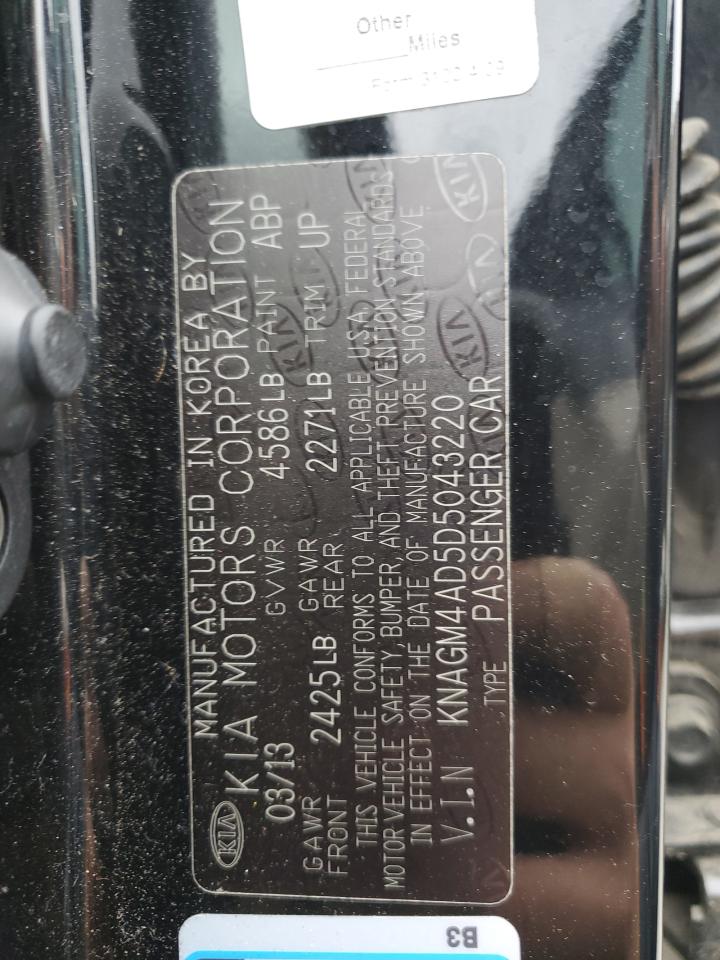 Other
Miles
KIA
MANUFACTURED IN KOREA BY
KIA MOTORS CORPORATION
03/13 GVWR 4586LB PAINT ABP
GAWR FRONT 2425LB GAWR REAR 2271LB TRIM UP
THIS VEHICLE CONFORMS TO ALL APPLICABLE U.S.A. FEDERAL
MOTOR VEHICLE SAFETY, BUMPER, AND THEFT PREVENTION STANDARDS
IN EFFECT ON THE DATE OF MANUFACTURE SHOWN ABOVE
V.I.N KNAGM4AD5D5043220
TYPE PASSENGER CAR
B3